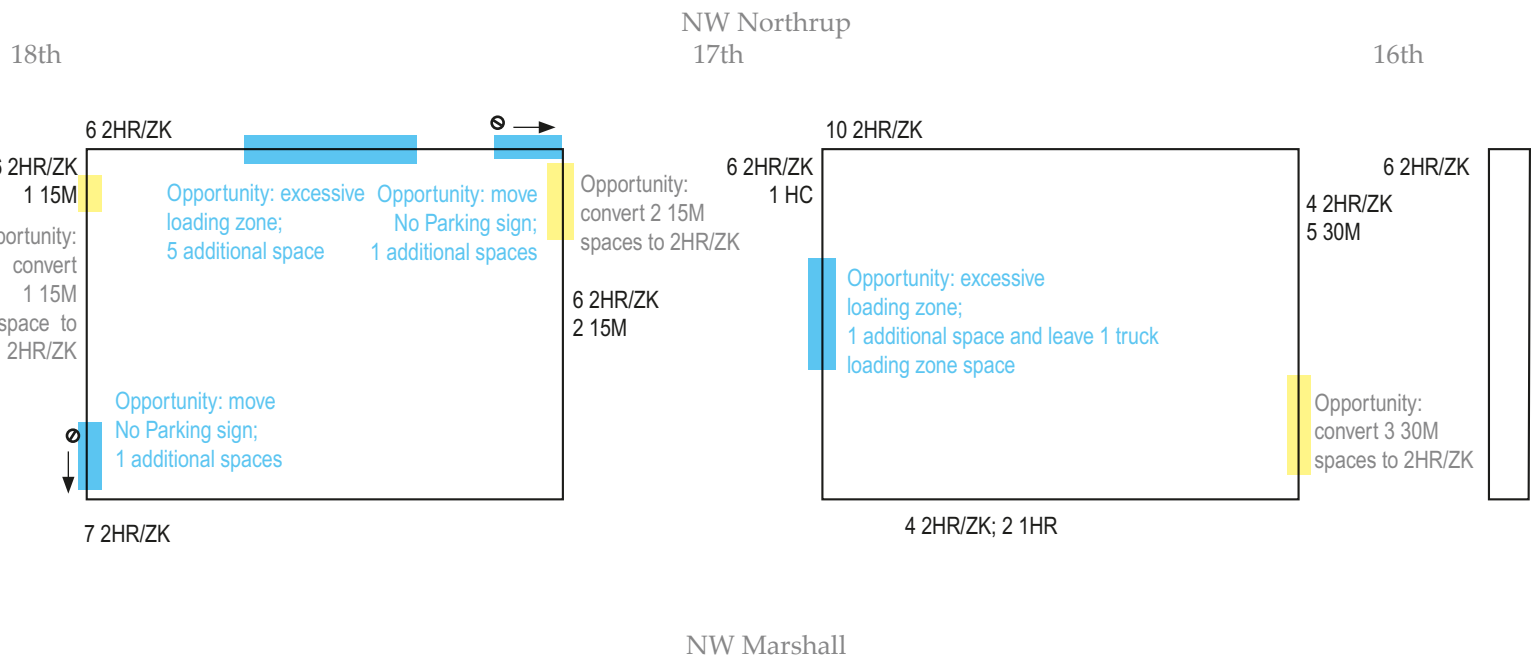 NW Northrup
18th
17th
16th
6 2HR/ZK
6 2HR/ZK
1 15M
portunity:
convert
1 15M
space to
2HR/ZK
Opportunity: excessive
loading zone;
5 additional space
Opportunity: move
No Parking sign;
1 additional spaces
Opportunity:
convert 2 15M
spaces to 2HR/ZK
6 2HR/ZK
2 15M
Opportunity: move
No Parking sign;
1 additional spaces
7 2HR/ZK
10 2HR/ZK
6 2HR/ZK
1 HC
Opportunity: excessive
loading zone;
1 additional space and leave 1 truck
loading zone space
4 2HR/ZK
5 30M
Opportunity:
convert 3 30M
spaces to 2HR/ZK
4 2HR/ZK; 2 1HR
6 2HR/ZK
NW Marshall